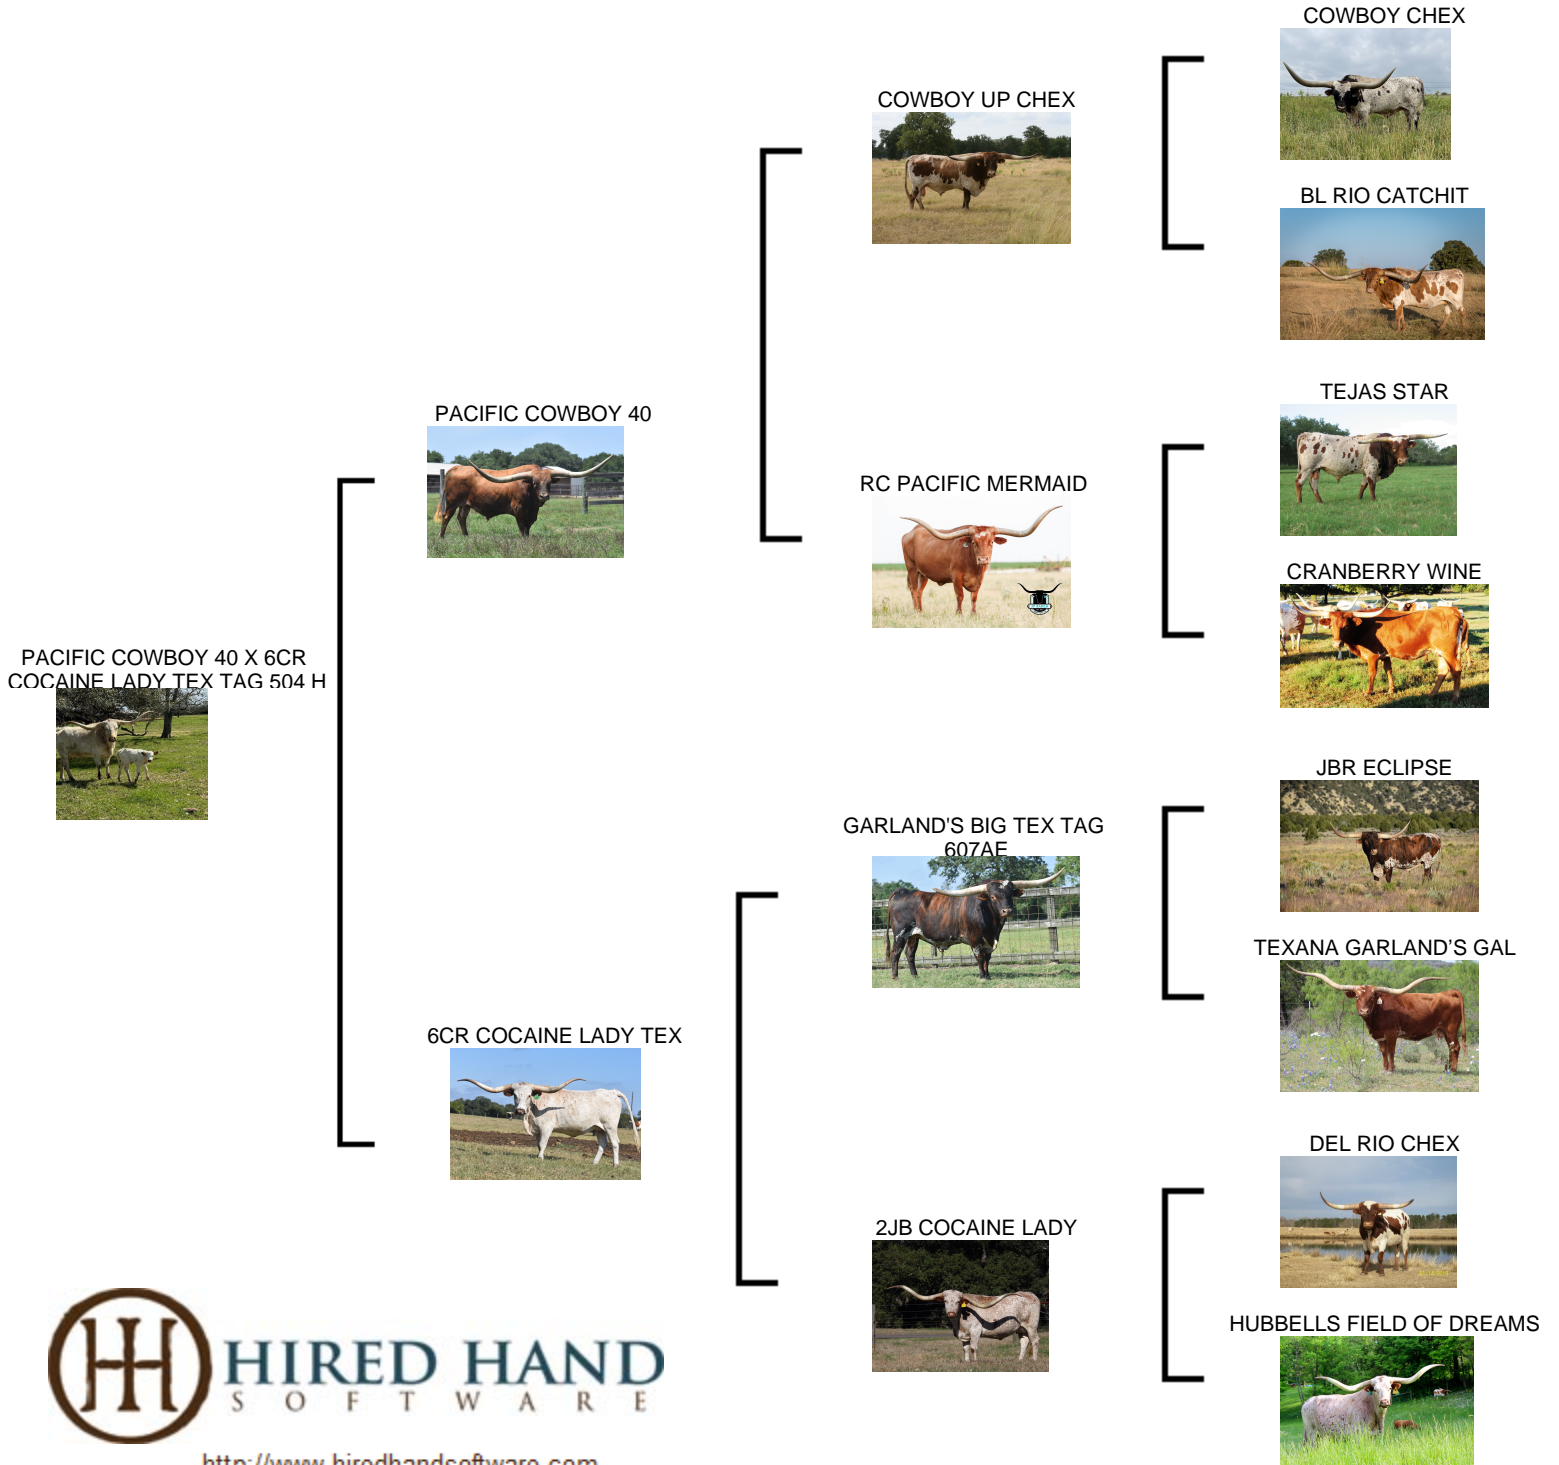 COWBOY CHEX
COWBOY UP CHEX
BL RIO CATCHIT
PACIFIC COWBOY 40
TEJAS STAR
RC PACIFIC MERMAID
CRANBERRY WINE
PACIFIC COWBOY 40 X 6CR
COCAINE LADY TEX TAG 504 H
JBR ECLIPSE
GARLAND'S BIG TEX TAG
607AE
TEXANA GARLAND'S GAL
6CR COCAINE LADY TEX
DEL RIO CHEX
2JB COCAINE LADY
HUBBELLS FIELD OF DREAMS
HIRED HAND
SOFTWARE
http://www.hiredhandsoftware.com